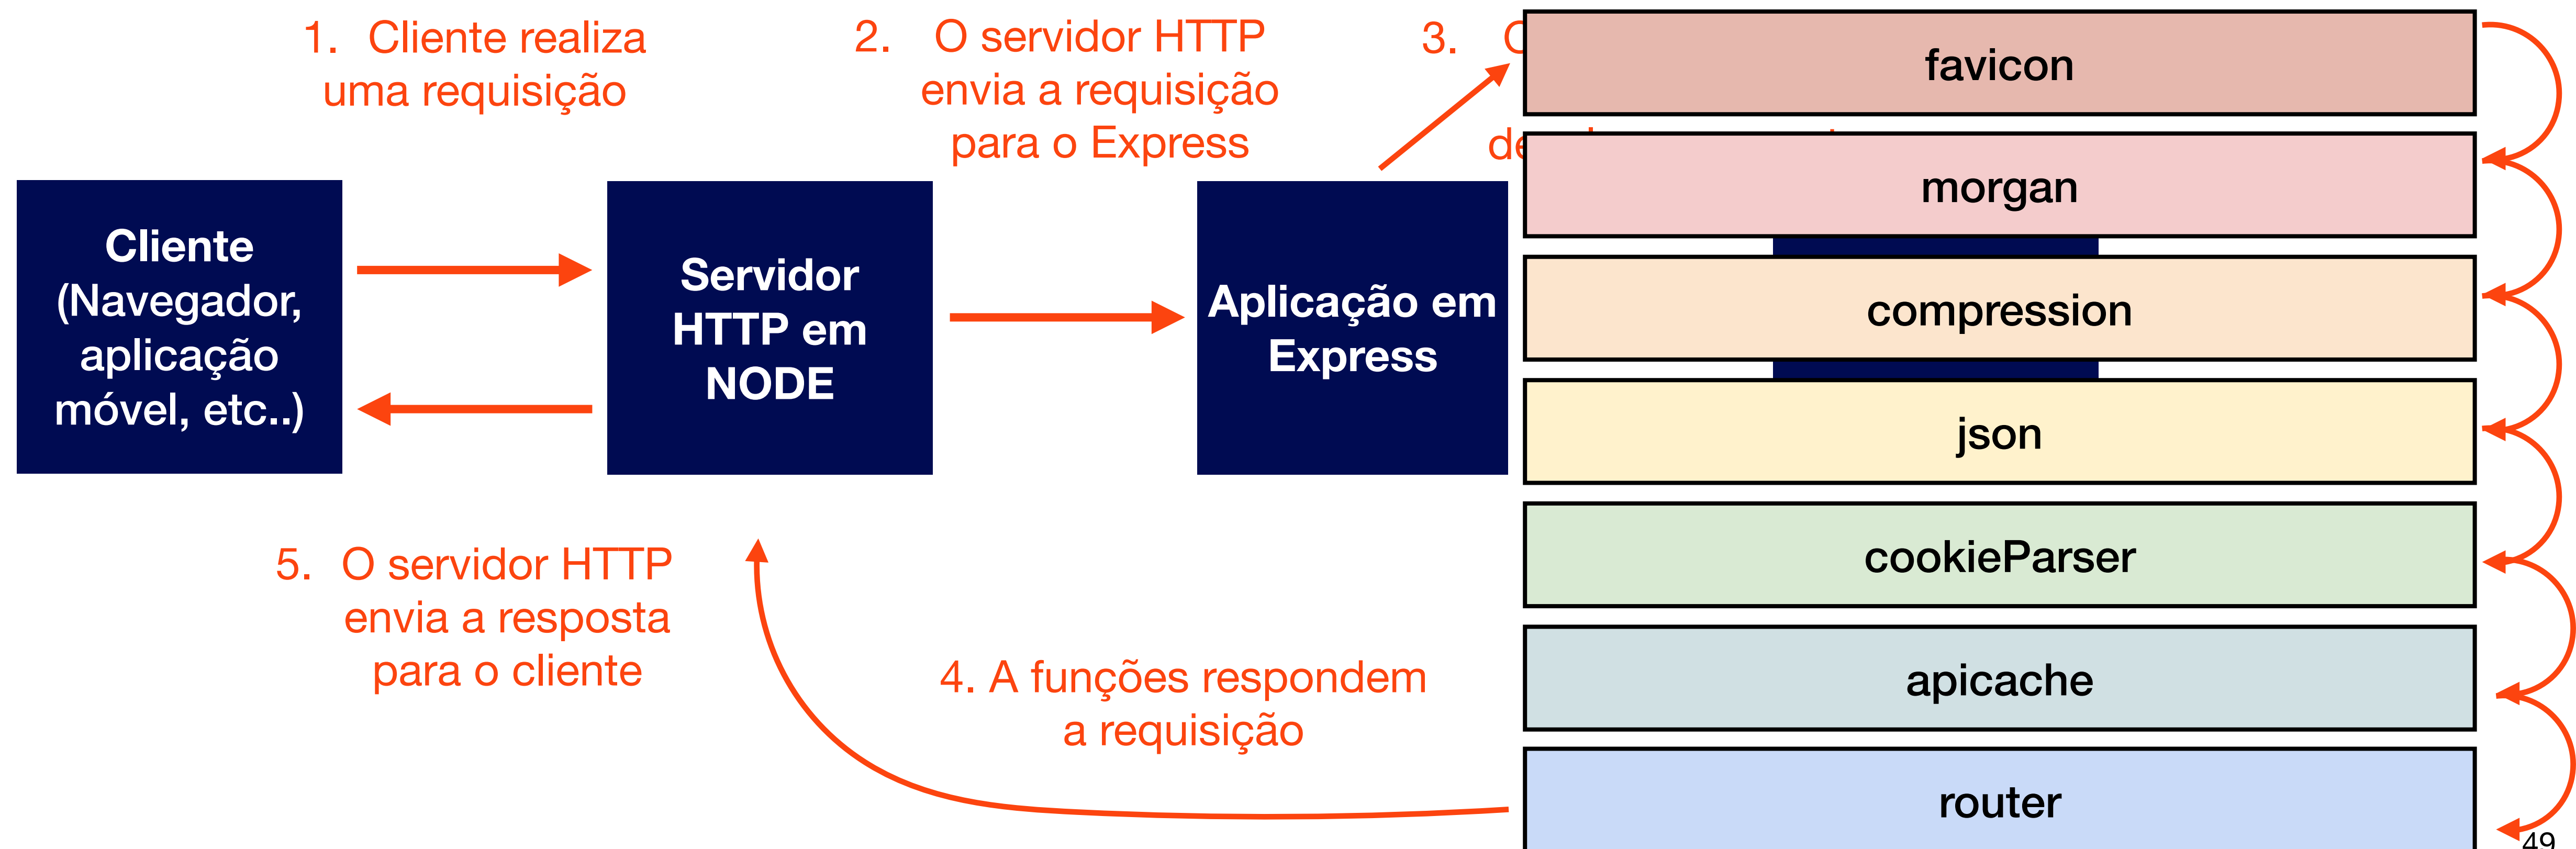 1. Cliente realiza
uma requisição
2. O servidor HTTP
envia a requisição
para o Express
3.
Cliente
(Navegador,
aplicação
móvel, etc..)
Servidor
HTTP em
NODE
Aplicação em
Express
favicon
morgan
compression
json
cookieParser
apicache
router
5. O servidor HTTP
envia a resposta
para o cliente
4. A funções respondem
a requisição
49